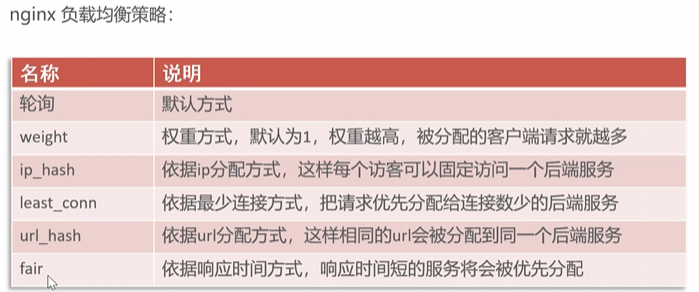 nginx 负载均衡策略：
名称 说明
轮询 默认方式
weight 权重方式，默认为1，权重越高，被分配的客户端请求就越多
ip_hash 依据ip分配方式，这样每个访客可以固定访问一个后端服务
least_conn 依据最少连接方式，把请求优先分配给连接数少的后端服务
url_hash 依据url分配方式，这样相同的url会被分配到同一个后端服务
fair 依据响应时间方式，响应时间短的服务将会被优先分配